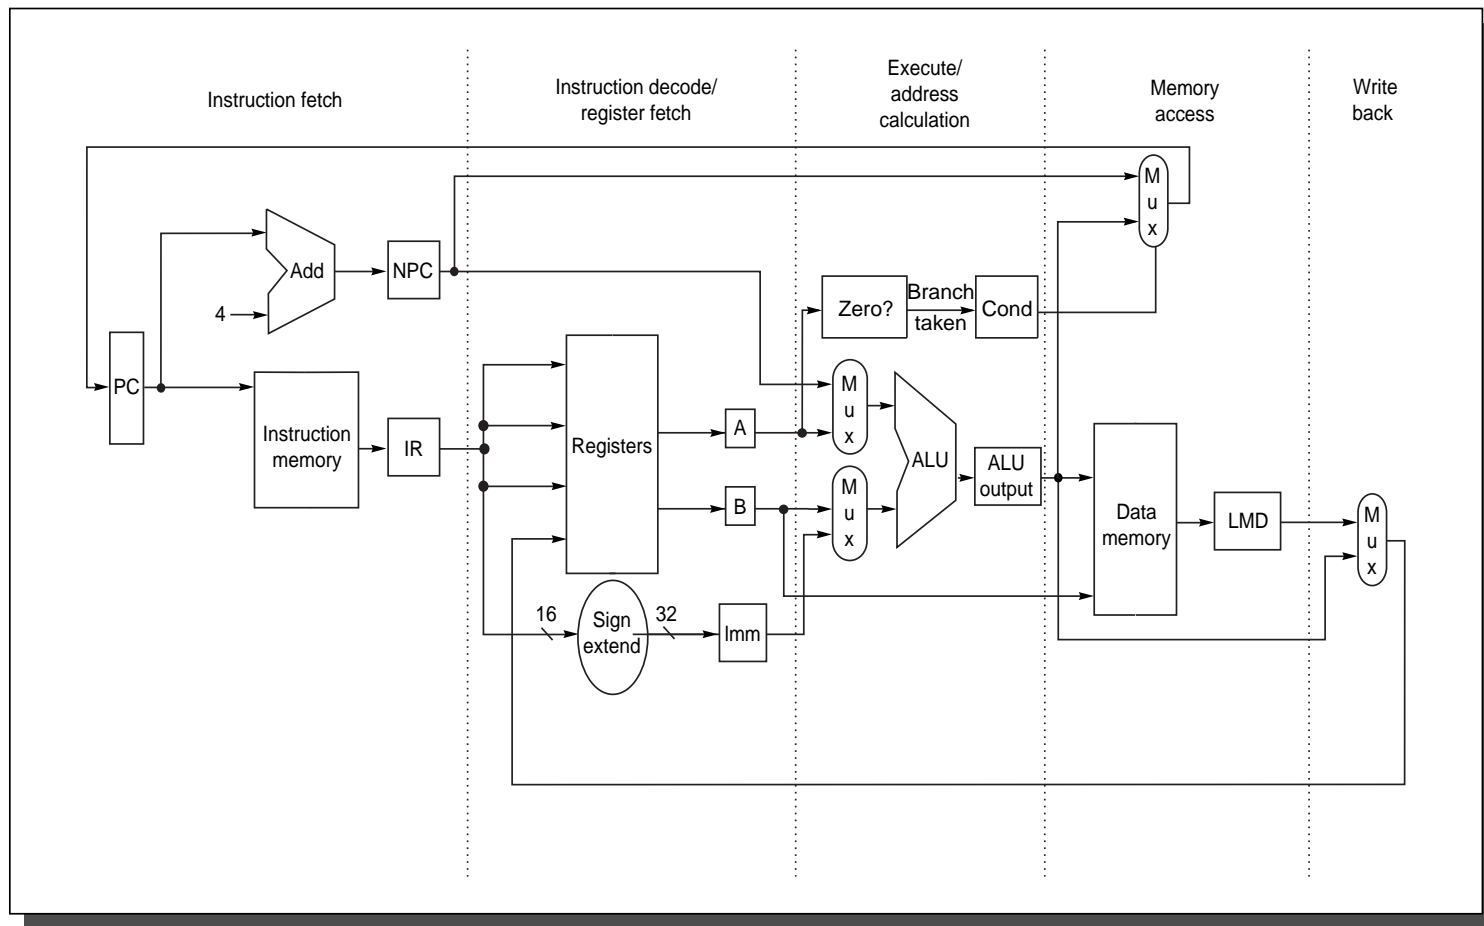 Instruction fetch
Instruction decode/
register fetch
Execute/
address
calculation
Memory
access
Write
back
M
u
x
Add
NPC
4
Zero?
Branch
taken
Cond
PC
Instruction
memory
IR
Registers
A
B
M
u
x
M
u
x
ALU
ALU
output
Data
memory
LMD
M
u
x
16
Sign
extend
32
Imm